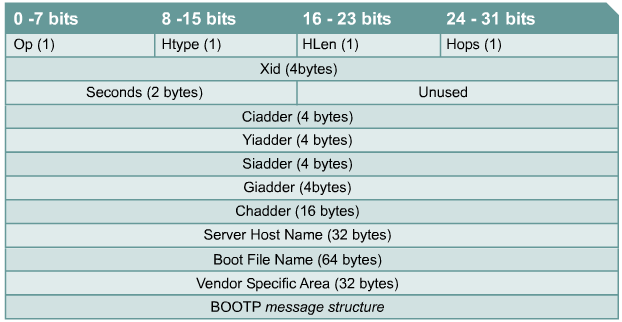 0 -7 bits 8 -15 bits 16 - 23 bits 24 - 31 bits
Op (1) Htype (1) HLen (1) Hops (1)
Xid (4bytes)
Seconds (2 bytes) Unused
Ciadder (4 bytes)
Yiadder (4 bytes)
Siadder (4 bytes)
Giadder (4bytes)
Chadder (16 bytes)
Server Host Name (32 bytes)
Boot File Name (64 bytes)
Vendor Specific Area (32 bytes)
BOOTP message structure